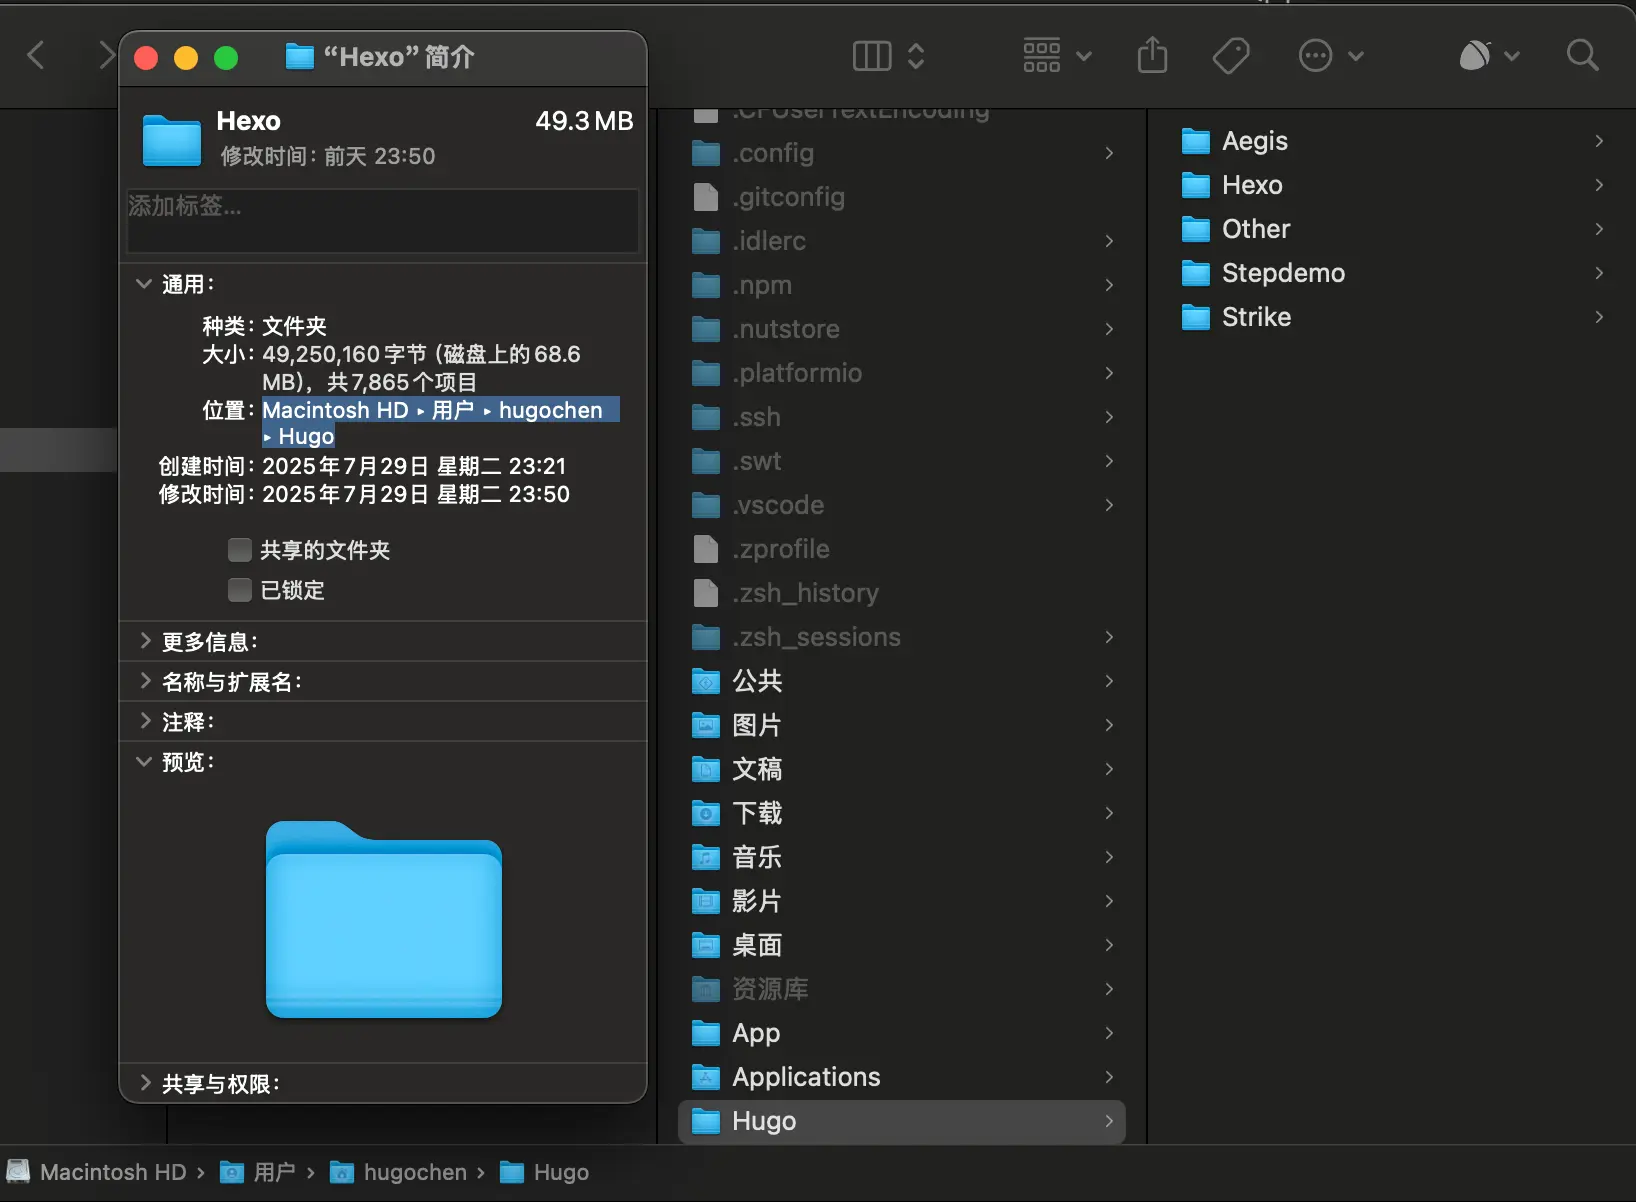 “Hexo”简介
Hexo
49.3 MB
修改时间：前天 23:50
添加标签...
通用：
种类：文件夹
大小：49,250,160 字节（磁盘上的 68.6
MB），共 7,865 个项目
位置：Macintosh HD ▸ 用户 ▸ hugochen
▸ Hugo
创建时间：2025年7月29日 星期二 23:21
修改时间：2025年7月29日 星期二 23:50
共享的文件夹
已锁定
更多信息：
名称与扩展名：
注释：
预览：
共享与权限：
.CFUserTextEncoding
.config
.gitconfig
.idlerc
.npm
.nutstore
.platformio
.ssh
.swt
.vscode
.zprofile
.zsh_history
.zsh_sessions
公共
图片
文稿
下载
音乐
影片
桌面
资源库
App
Applications
Hugo
Aegis
Hexo
Other
Stepdemo
Strike
Macintosh HD › 用户 › hugochen › Hugo